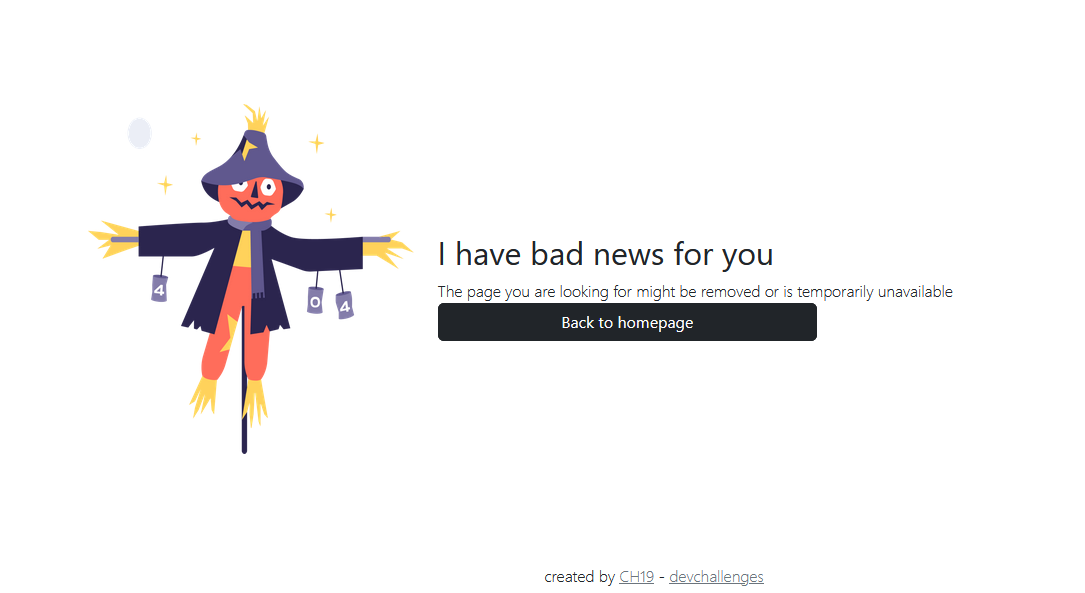 4
0
4
I have bad news for you
The page you are looking for might be removed or is temporarily unavailable
Back to homepage
created by CH19 - devchallenges